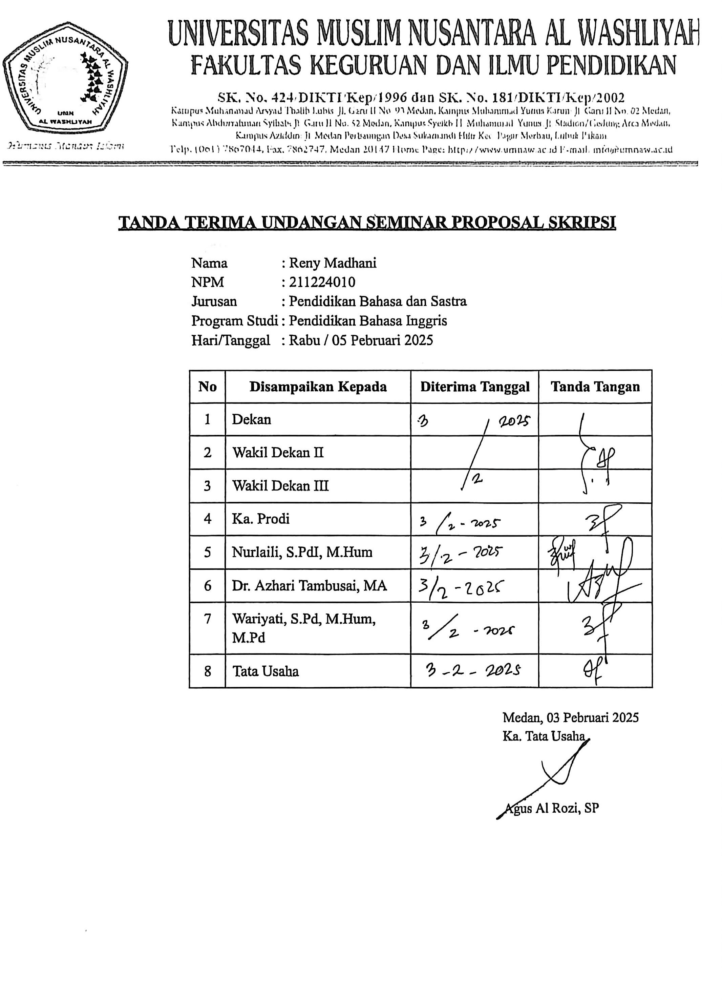 UNIVERSITAS MUSLIM NUSANTARA AL WASHLIYAH
UMN
AL WASHLIYAH
UNIVERSITAS MUSLIM NUSANTARA AL WASHLIYAH
FAKULTAS KEGURUAN DAN ILMU PENDIDIKAN
SK. No. 424/DIKTI/Kep/1996 dan SK. No. 181/DIKTI/Kep/2002
Kampus Muhammad Arsyad Thalib Lubis Jl. Garu II No 93 Medan, Kampus Muhammad Yunus Karim Jl Garu II No. 02 Medan,
Kampus Abdurrahman Syihab Jl Garu II No. 52 Medan, Kampus Syeikh H Muhammad Yunus Jl Stadion/Gedung Arca Medan,
Kampus Aziddin: Jl Medan Perbaungan Desa Sukamandi Hilir Kec Pagar Merbau, Lubuk Pakam
Telp. (061) 7867044, Fax. 7862747, Medan 20147 Home Page: http://www.umnaw.ac.id E-mail: info@umnaw.ac.id
TANDA TERIMA UNDANGAN SEMINAR PROPOSAL SKRIPSI
Nama : Reny Madhani
NPM : 211224010
Jurusan : Pendidikan Bahasa dan Sastra
Program Studi : Pendidikan Bahasa Inggris
Hari/Tanggal : Rabu / 05 Pebruari 2025
No Disampaikan Kepada Diterima Tanggal Tanda Tangan
1 Dekan 3 / 2025
2 Wakil Dekan II
3 Wakil Dekan III 2
4 Ka. Prodi 3/2 - 2025
5 Nurlaili, S.PdI, M.Hum 3/2 - 2025
6 Dr. Azhari Tambusai, MA 3/2 - 2025
7 Wariyati, S.Pd, M.Hum, 3/2 - 2025
M.Pd
8 Tata Usaha 3 - 2 - 2025
Medan, 03 Pebruari 2025
Ka. Tata Usaha
Agus Al Rozi, SP